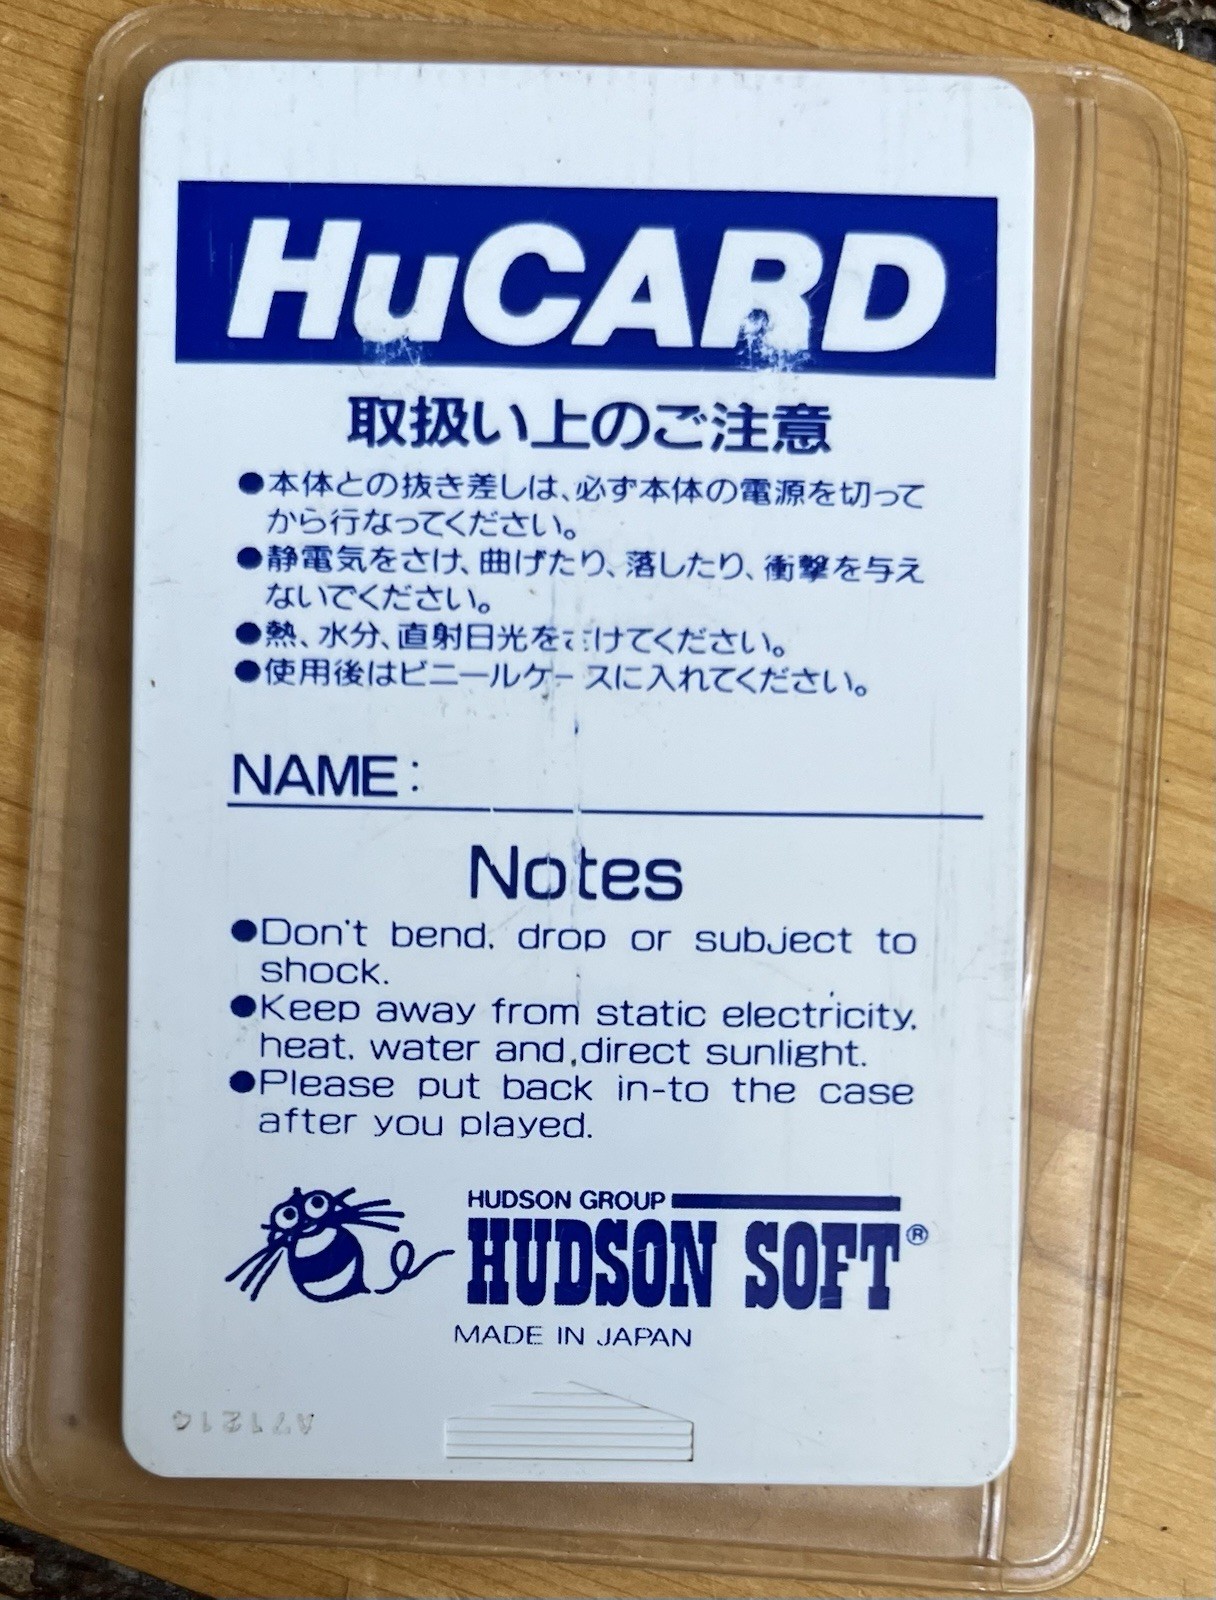 HuCARD
取扱い上のご注意
●本体との抜き差しは、必ず本体の電源を切って
から行なってください。
●静電気をさけ、曲げたり、落したり、衝撃を与え
ないでください。
●熱、水分、直射日光をさけてください。
●使用後はビニールケースに入れてください。
NAME:
Notes
●Don't bend, drop or subject to
shock.
●Keep away from static electricity,
heat, water and direct sunlight.
●Please put back in-to the case
after you played.
HUDSON GROUP
HUDSON SOFT®
MADE IN JAPAN